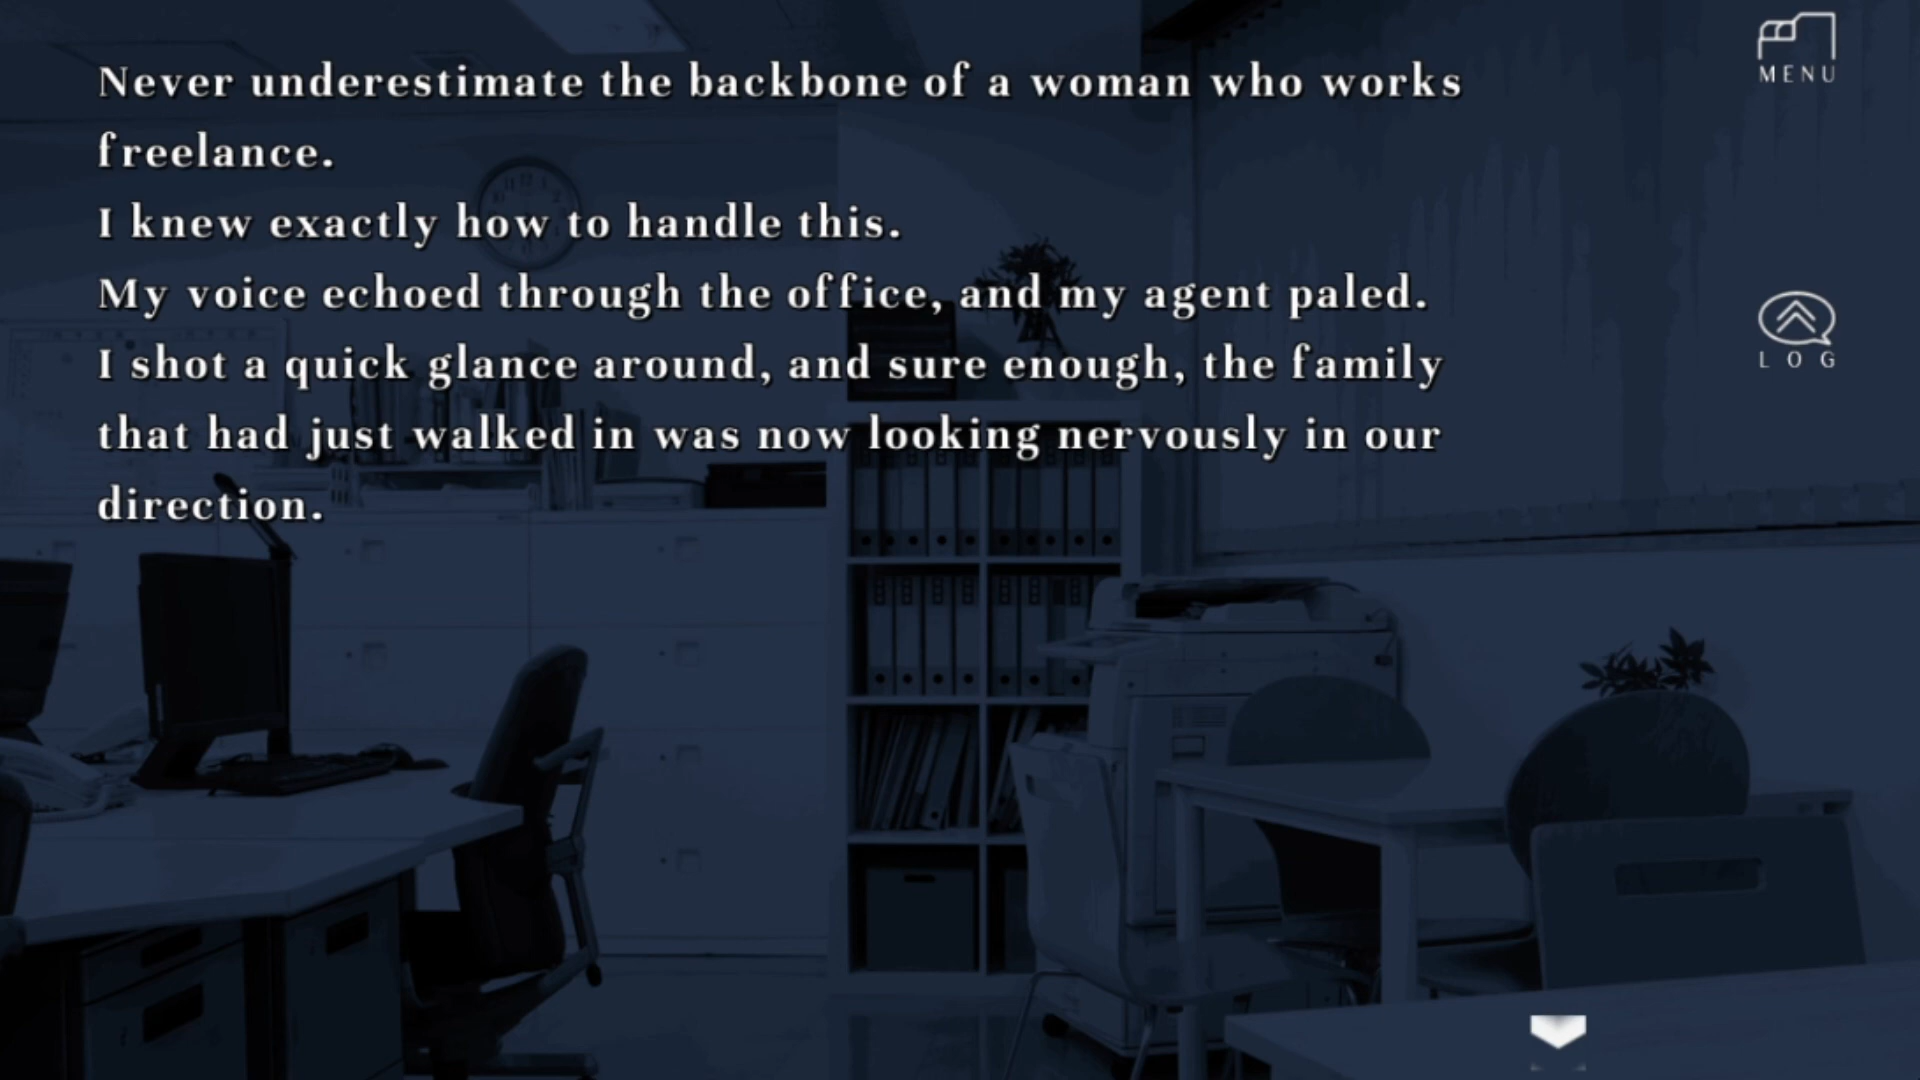 Never underestimate the backbone of a woman who works
freelance.
I knew exactly how to handle this.
My voice echoed through the office, and my agent paled.
I shot a quick glance around, and sure enough, the family
that had just walked in was now looking nervously in our
direction.
MENU
LOG